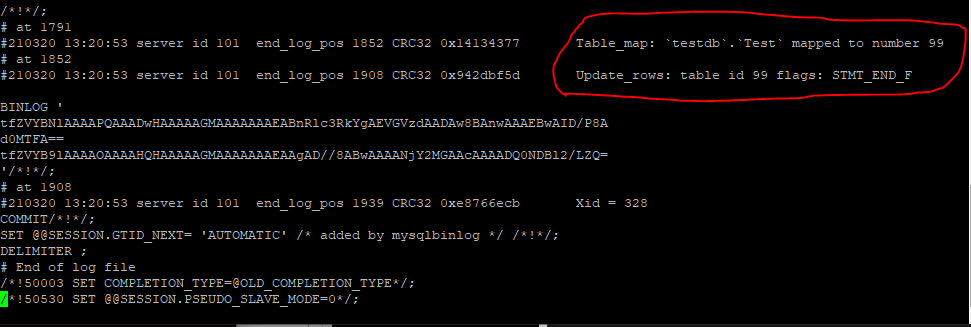 /*!*/;
# at 1791
#210320 13:20:53 server id 101  end_log_pos 1852 CRC32 0x14134377       Table_map: `testdb`.`Test` mapped to number 99
# at 1852
#210320 13:20:53 server id 101  end_log_pos 1908 CRC32 0x942dbf5d       Update_rows: table id 99 flags: STMT_END_F
BINLOG '
tfZVYBNlAAAAPQAAADwHAAAAAGMAAAAAAAEABnRlc3RkYgAEVGVzdAADAw8BAnwAAAEBwAID/P8A
d0MTFA==
tfZVYB9lAAAAOAAAAHQHAAAAAGMAAAAAAAEAAgAD//8ABwAAAANjY2MGAAcAAAADQ0NDBl2/LZQ=
'/*!*/;
# at 1908
#210320 13:20:53 server id 101  end_log_pos 1939 CRC32 0xe8766ecb       Xid = 328
COMMIT/*!*/;
SET @@SESSION.GTID_NEXT= 'AUTOMATIC' /* added by mysqlbinlog */ /*!*/;
DELIMITER ;
# End of log file
/*!50003 SET COMPLETION_TYPE=@OLD_COMPLETION_TYPE*/;
/*!50530 SET @@SESSION.PSEUDO_SLAVE_MODE=0*/;